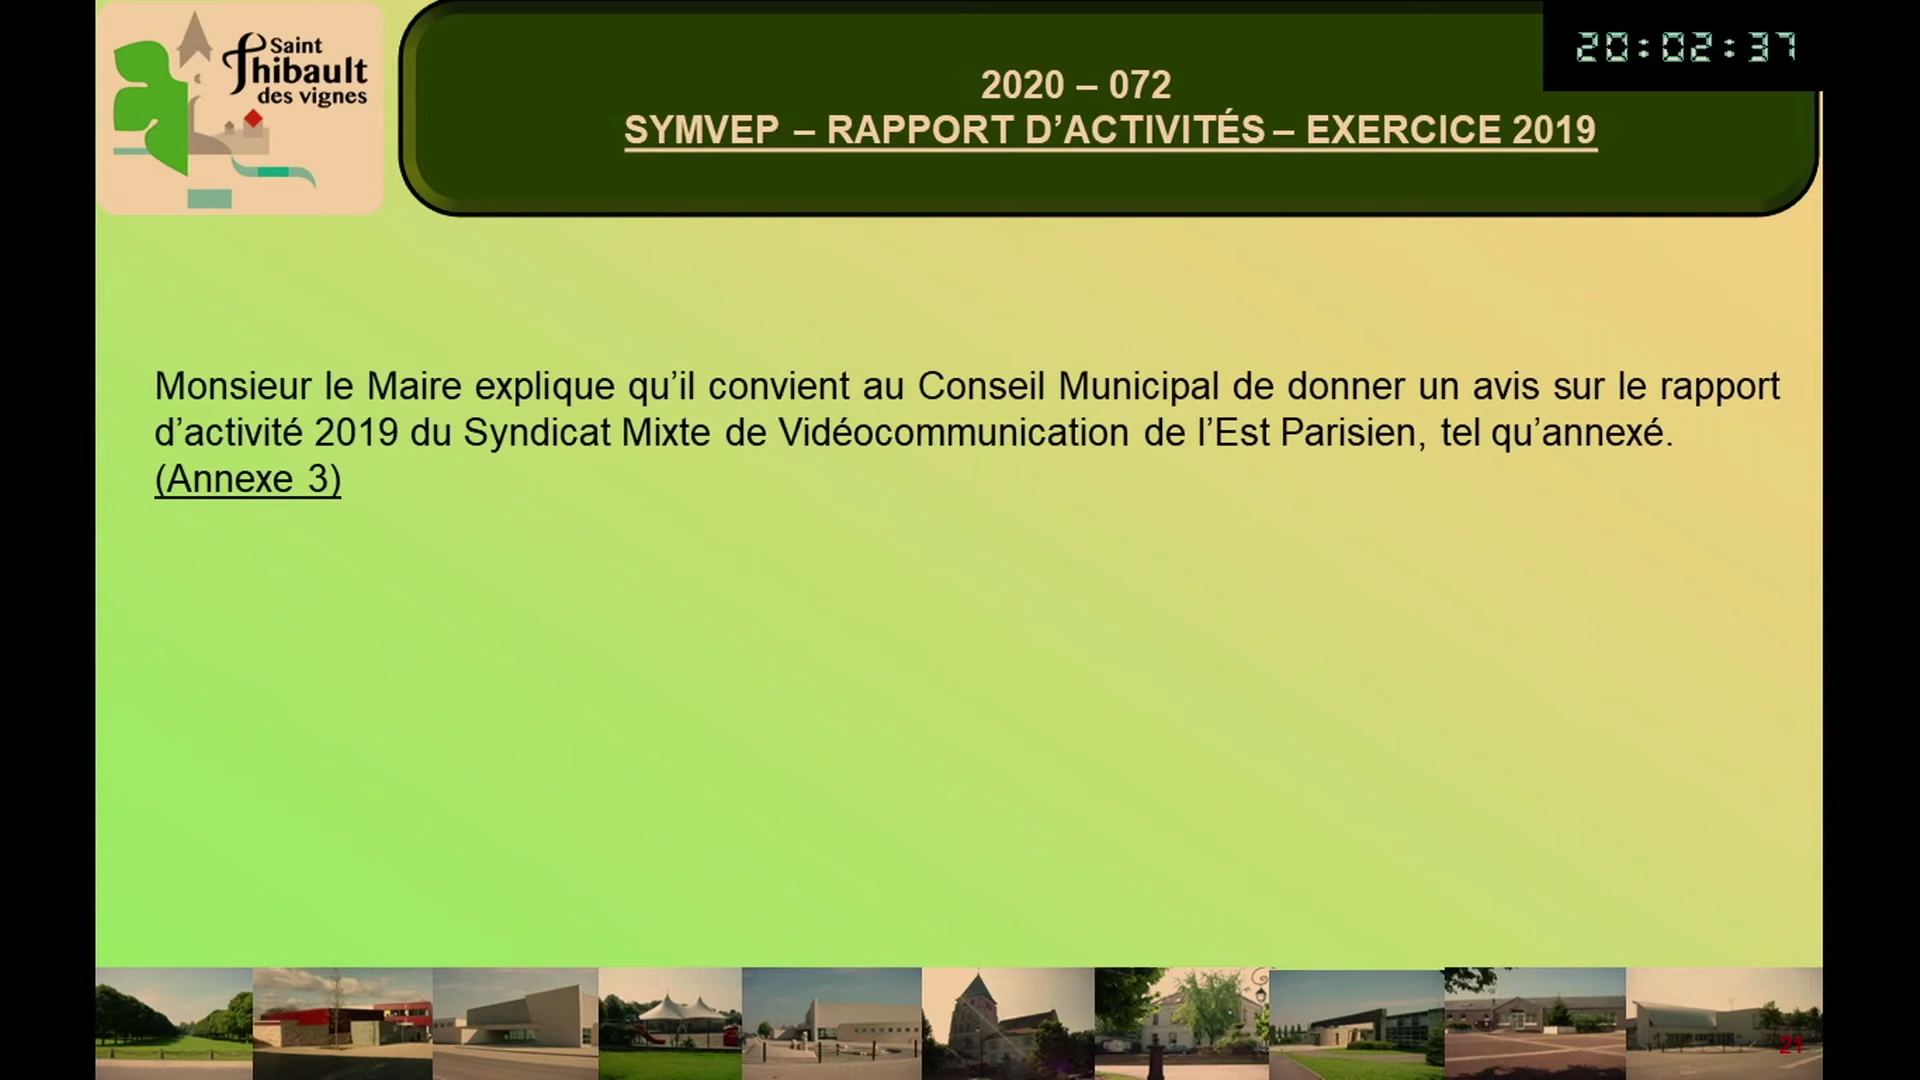 Saint
Thibault
des vignes
20:02:37
2020 – 072
SYMVEP – RAPPORT D’ACTIVITÉS – EXERCICE 2019
Monsieur le Maire explique qu’il convient au Conseil Municipal de donner un avis sur le rapport
d’activité 2019 du Syndicat Mixte de Vidéocommunication de l’Est Parisien, tel qu’annexé.
(Annexe 3)
21